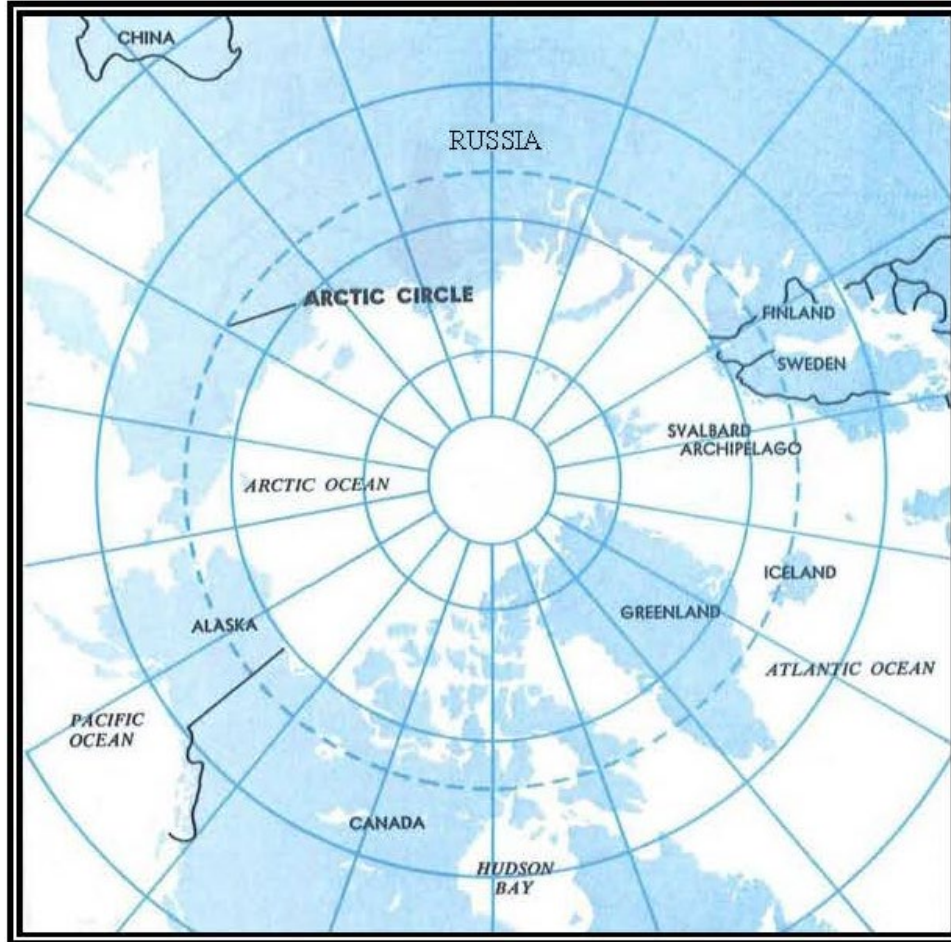 CHINA
RUSSIA
ARCTIC CIRCLE
FINLAND
SWEDEN
SVALBARD
ARCHIPELAGO
ARCTIC OCEAN
ICELAND
GREENLAND
ALASKA
ATLANTIC OCEAN
PACIFIC
OCEAN
CANADA
HUDSON
BAY